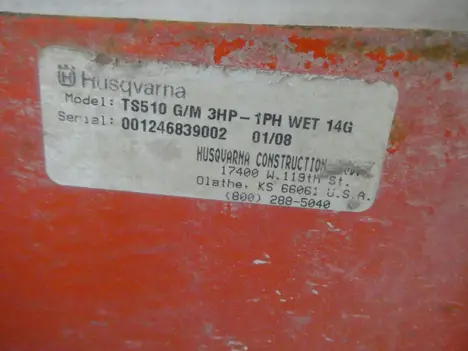 Husqvarna
Model: TS510 G/M 3HP-1PH WET 14G
Serial: 001246839002 01/08
HUSQVARNA CONSTRUCTION
17400 W.119th St.
Olathe, KS 66061 U.S.A.
(800) 288-5040